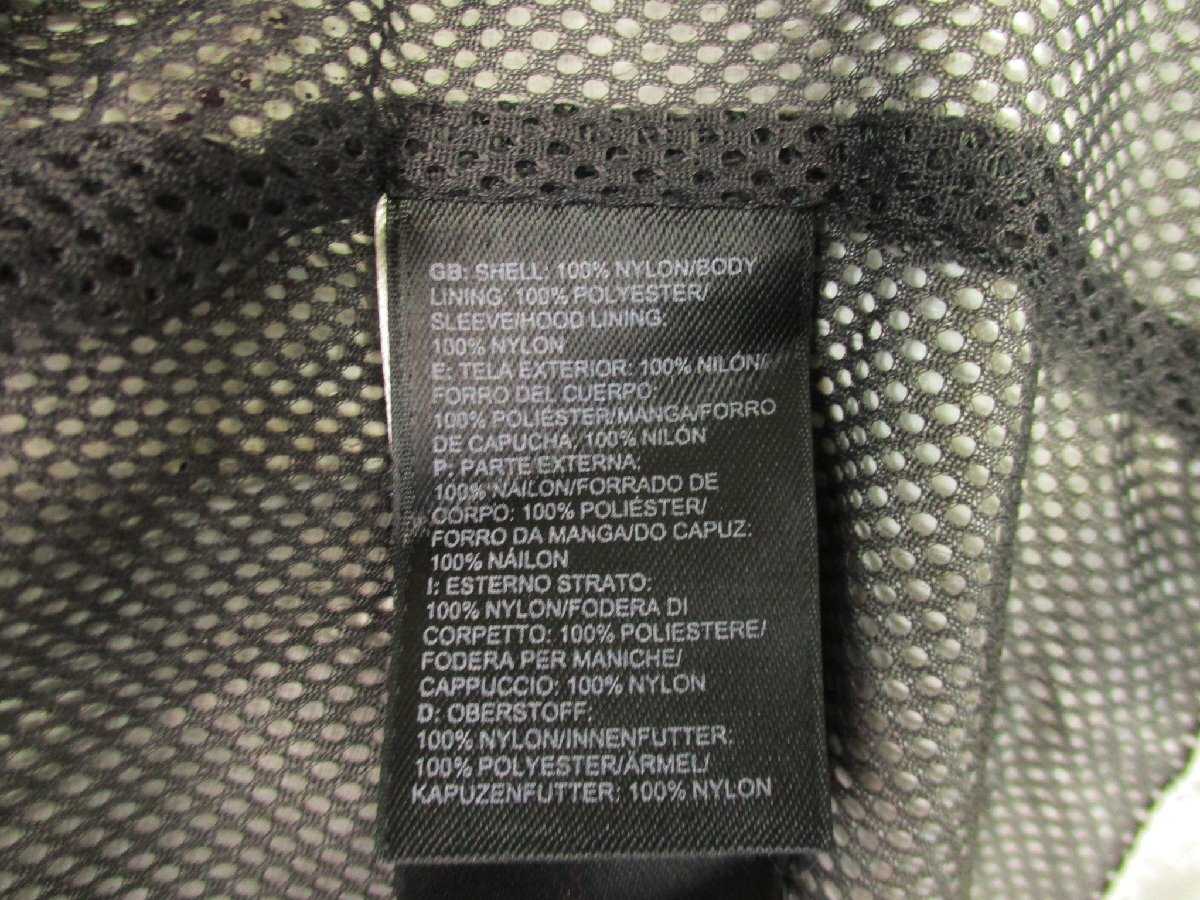 GB: SHELL: 100% NYLON/BODY
LINING: 100% POLYESTER/
SLEEVE/HOOD LINING:
100% NYLON
E: TELA EXTERIOR: 100% NILÓN/
FORRO DEL CUERPO:
100% POLIÉSTER/MANGA/FORRO
DE CAPUCHA: 100% NILÓN
P: PARTE EXTERNA:
100% NÁILON/FORRADO DE
CORPO: 100% POLIÉSTER/
FORRO DA MANGA/DO CAPUZ:
100% NÁILON
I: ESTERNO STRATO:
100% NYLON/FODERA DI
CORPETTO: 100% POLIESTERE/
FODERA PER MANICHE/
CAPPUCCIO: 100% NYLON
D: OBERSTOFF:
100% NYLON/INNENFUTTER:
100% POLYESTER/ÄRMEL/
KAPUZENFUTTER: 100% NYLON